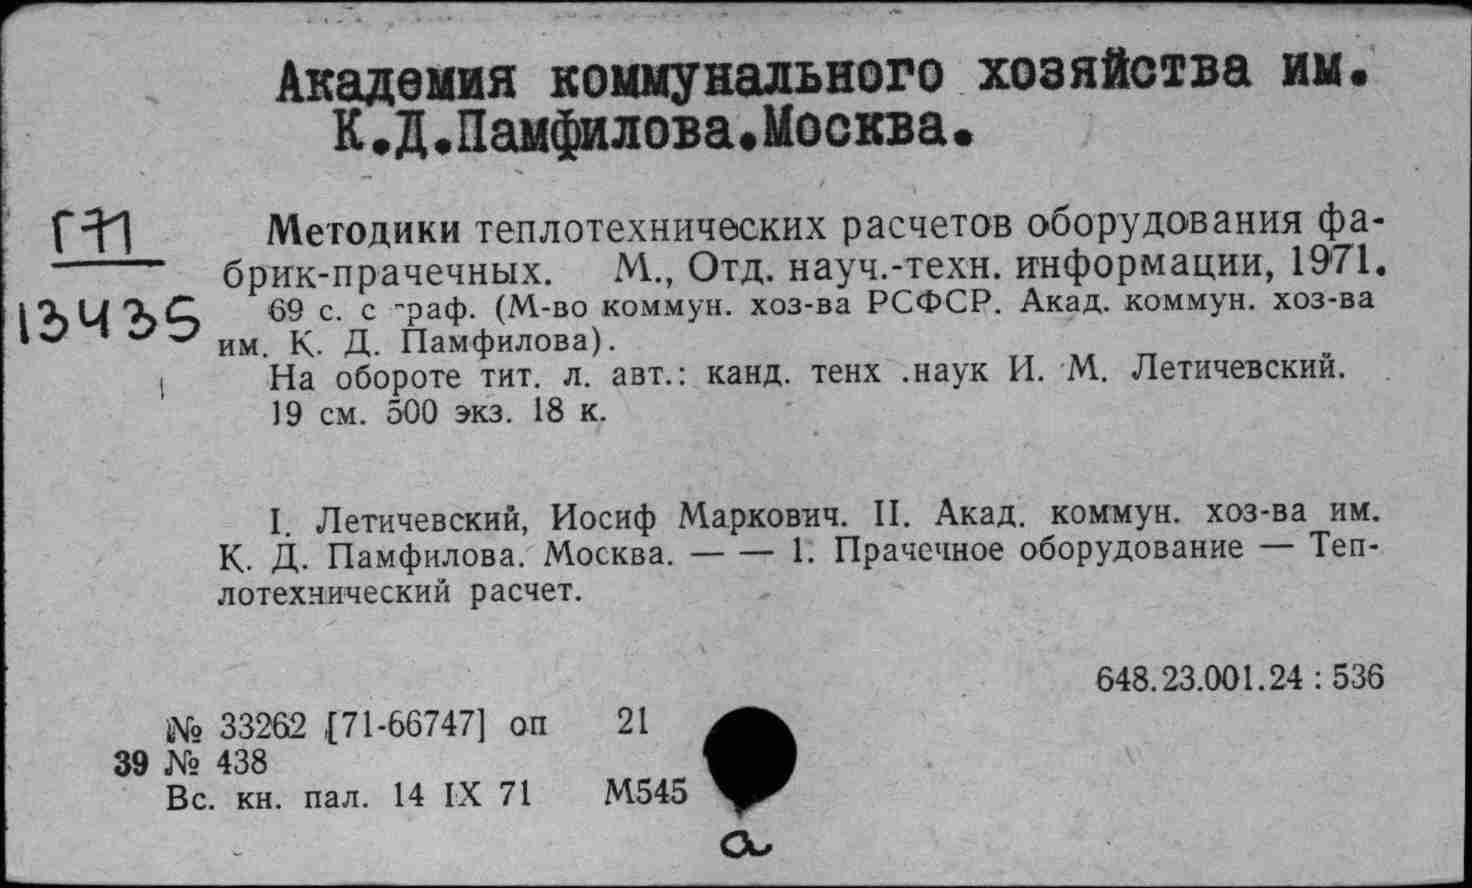 Академия коммунального хозяйства им.
К.Д.Памфилова.Москва.
Методики теплотехнических расчетов оборудования фа-
брик-прачечных. М., Отд. науч.-техн. информации, 1971.
69 с. с граф. (М-во коммун. хоз-ва РСФСР. Акад. коммун. хоз-ва
13435
им. К. Д. Памфилова).
На обороте тит. л. авт.: канд. тенх .наук И. М. Летичевский.
19 см. 500 экз. 18 к.
I. Летичевский, Иосиф Маркович. II. Акад. коммун. хоз-ва им.
К. Д. Памфилова. Москва. — — 1. Прачечное оборудование — Теп-
лотехнический расчет.
648.23.001.24 : 536
№ 33262 [71-66747] оп 21
39 № 438
Вс. кн. пал. 14 IX 71 М545